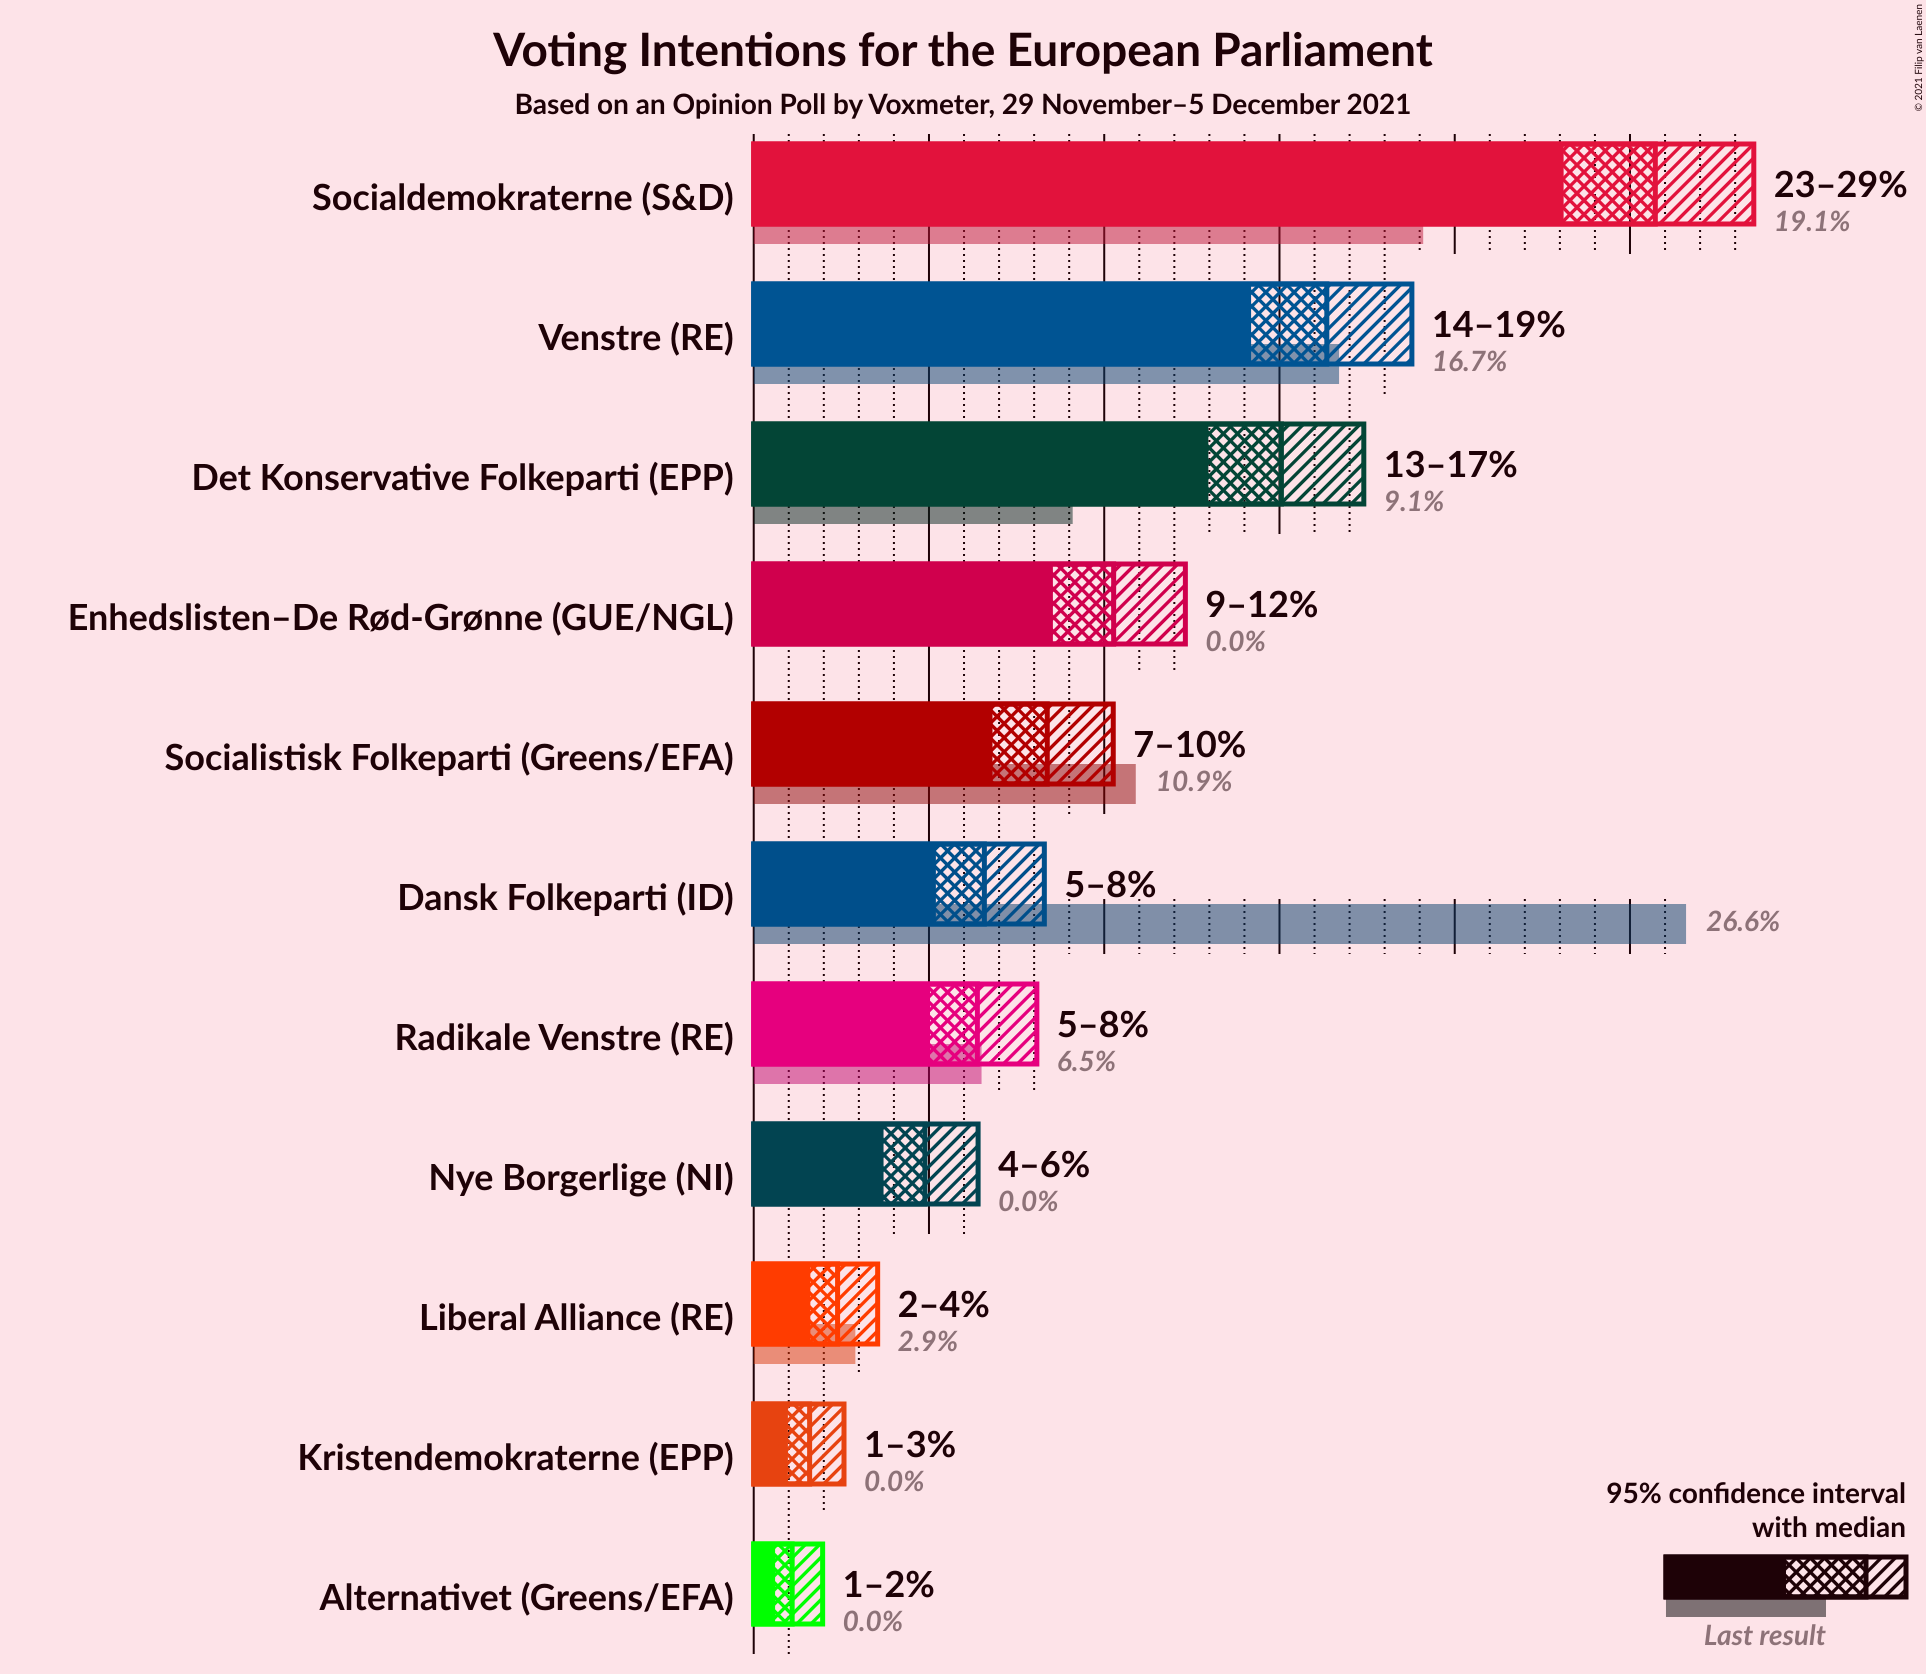 Voting Intentions for the European Parliament
Based on an Opinion Poll by Voxmeter, 29 November–5 December 2021
© 2021 Filip van Laenen
Socialdemokraterne (S&D)
23–29%
19.1%
Venstre (RE)
14–19%
16.7%
Det Konservative Folkeparti (EPP)
13–17%
9.1%
Enhedslisten–De Rød-Grønne (GUE/NGL)
9–12%
0.0%
Socialistisk Folkeparti (Greens/EFA)
7–10%
10.9%
Dansk Folkeparti (ID)
5–8%
26.6%
Radikale Venstre (RE)
5–8%
6.5%
Nye Borgerlige (NI)
4–6%
0.0%
Liberal Alliance (RE)
2–4%
2.9%
Kristendemokraterne (EPP)
1–3%
0.0%
Alternativet (Greens/EFA)
1–2%
0.0%
95% confidence interval
with median
Last result